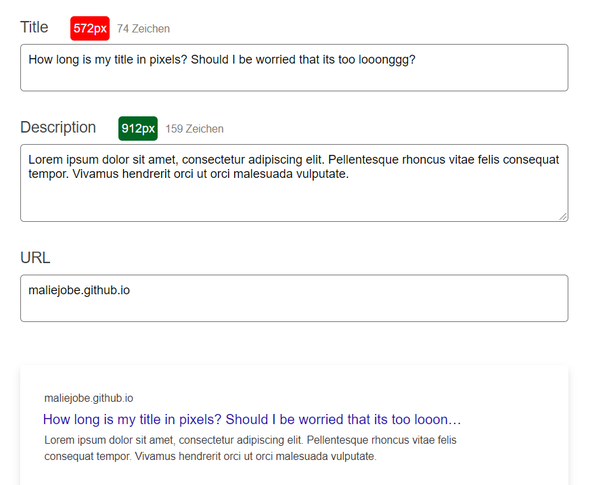 Title 572px 74 Zeichen
How long is my title in pixels? Should I be worried that its too looonggg?
Description 912px 159 Zeichen
Lorem ipsum dolor sit amet, consectetur adipiscing elit. Pellentesque rhoncus vitae felis consequat
tempor. Vivamus hendrerit orci ut orci malesuada vulputate.
URL
maliejobe.github.io
maliejobe.github.io
How long is my title in pixels? Should I be worried that its too looon…
Lorem ipsum dolor sit amet, consectetur adipiscing elit. Pellentesque rhoncus vitae felis
consequat tempor. Vivamus hendrerit orci ut orci malesuada vulputate.